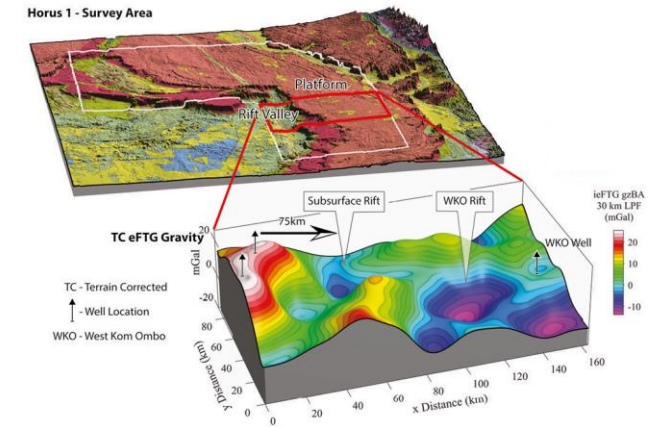 Horus 1 - Survey Area
Platform
Rift Valley
Subsurface Rift
WKO Rift
ieFTG gzBA
30 km LPF
(mGal)
20
10
0
-10
75km
TC eFTG Gravity
WKO Well
20
0
-20
mGal
TC - Terrain Corrected
- Well Location
WKO - West Kom Ombo
80
60
40
20
0
y Distance (km)
0
20
40
60
80
100
120
140
160
x Distance (km)